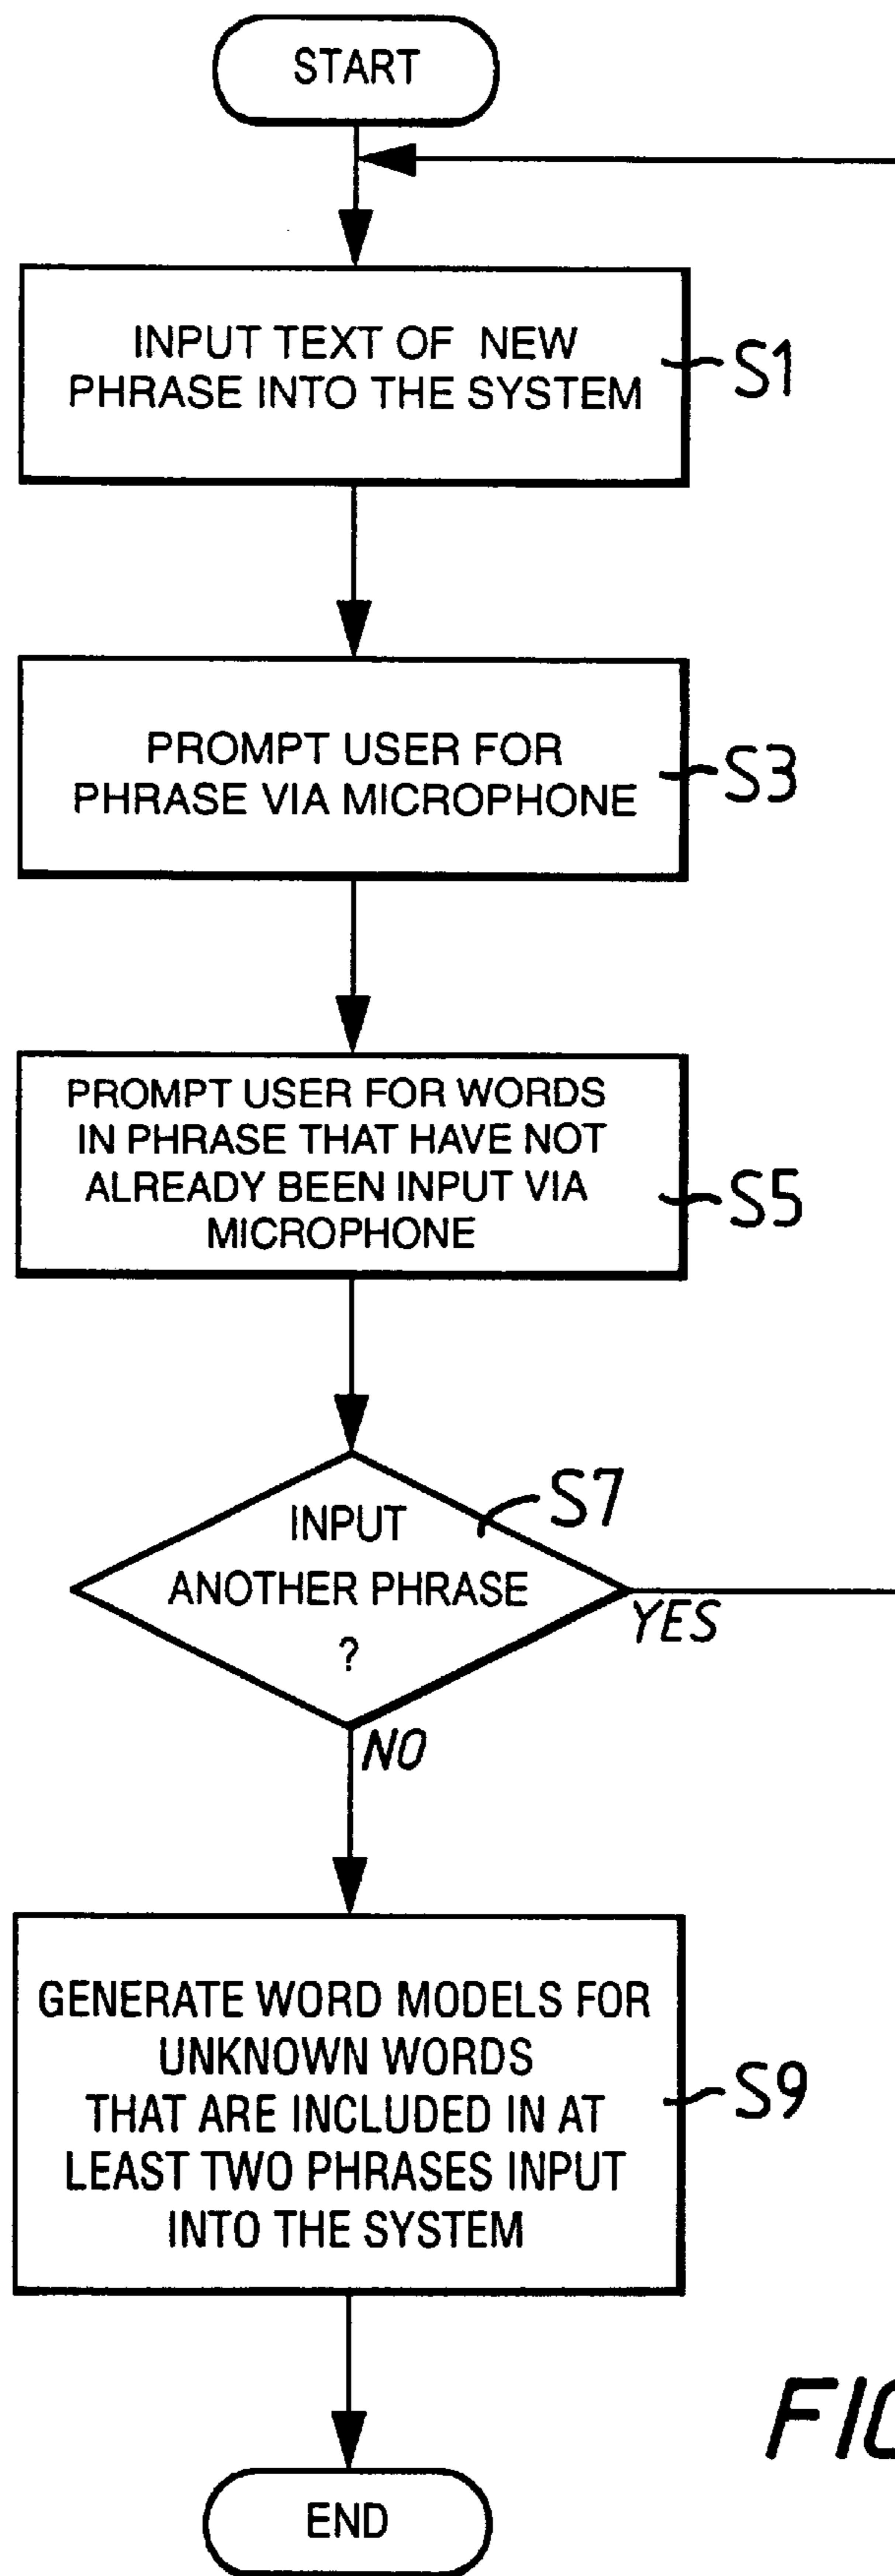 START
INPUT TEXT OF NEW
PHRASE INTO THE SYSTEM
S1
PROMPT USER FOR
PHRASE VIA MICROPHONE
S3
PROMPT USER FOR WORDS
IN PHRASE THAT HAVE NOT
ALREADY BEEN INPUT VIA
MICROPHONE
S5
INPUT
ANOTHER PHRASE
?
S7
YES
NO
GENERATE WORD MODELS FOR
UNKNOWN WORDS
THAT ARE INCLUDED IN AT
LEAST TWO PHRASES INPUT
INTO THE SYSTEM
S9
END